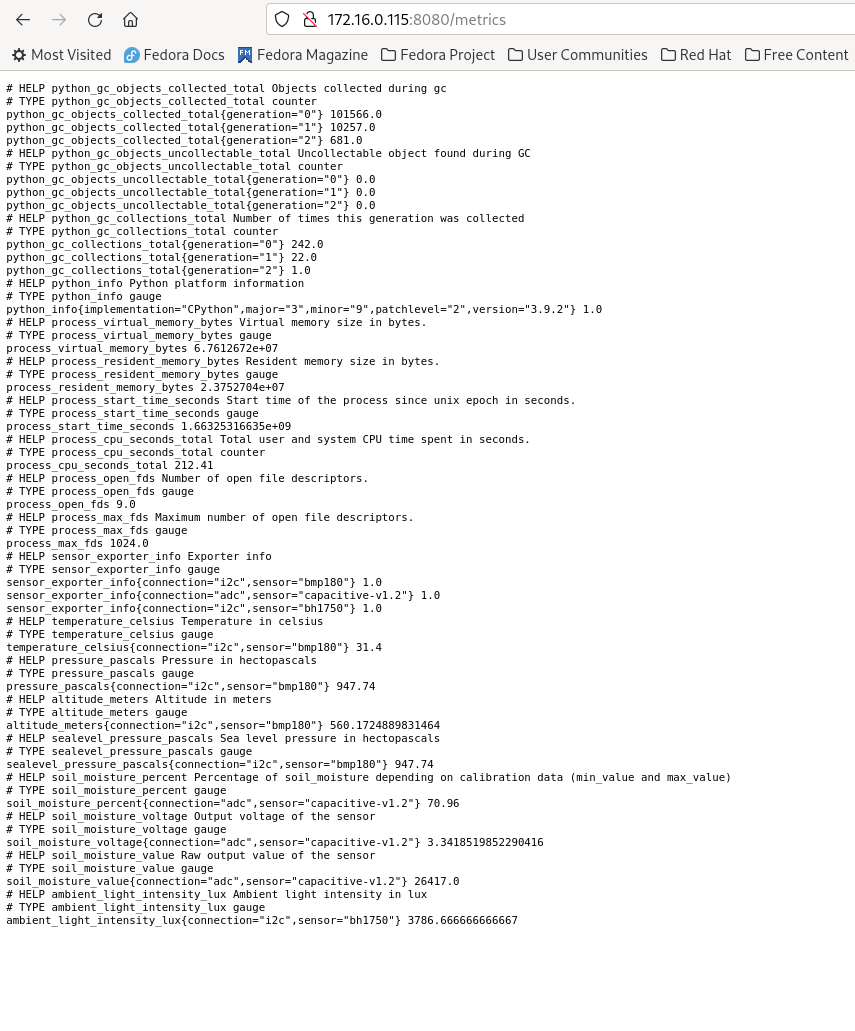 172.16.0.115:8080/metrics
Most Visited Fedora Docs Fedora Magazine Fedora Project User Communities Red Hat Free Content
# HELP python_gc_objects_collected_total Objects collected during gc
# TYPE python_gc_objects_collected_total counter
python_gc_objects_collected_total{generation="0"} 101566.0
python_gc_objects_collected_total{generation="1"} 10257.0
python_gc_objects_collected_total{generation="2"} 681.0
# HELP python_gc_objects_uncollectable_total Uncollectable object found during GC
# TYPE python_gc_objects_uncollectable_total counter
python_gc_objects_uncollectable_total{generation="0"} 0.0
python_gc_objects_uncollectable_total{generation="1"} 0.0
python_gc_objects_uncollectable_total{generation="2"} 0.0
# HELP python_gc_collections_total Number of times this generation was collected
# TYPE python_gc_collections_total counter
python_gc_collections_total{generation="0"} 242.0
python_gc_collections_total{generation="1"} 22.0
python_gc_collections_total{generation="2"} 1.0
# HELP python_info Python platform information
# TYPE python_info gauge
python_info{implementation="CPython",major="3",minor="9",patchlevel="2",version="3.9.2"} 1.0
# HELP process_virtual_memory_bytes Virtual memory size in bytes.
# TYPE process_virtual_memory_bytes gauge
process_virtual_memory_bytes 6.7612672e+07
# HELP process_resident_memory_bytes Resident memory size in bytes.
# TYPE process_resident_memory_bytes gauge
process_resident_memory_bytes 2.3752704e+07
# HELP process_start_time_seconds Start time of the process since unix epoch in seconds.
# TYPE process_start_time_seconds gauge
process_start_time_seconds 1.66325316635e+09
# HELP process_cpu_seconds_total Total user and system CPU time spent in seconds.
# TYPE process_cpu_seconds_total counter
process_cpu_seconds_total 212.41
# HELP process_open_fds Number of open file descriptors.
# TYPE process_open_fds gauge
process_open_fds 9.0
# HELP process_max_fds Maximum number of open file descriptors.
# TYPE process_max_fds gauge
process_max_fds 1024.0
# HELP sensor_exporter_info Exporter info
# TYPE sensor_exporter_info gauge
sensor_exporter_info{connection="i2c",sensor="bmp180"} 1.0
sensor_exporter_info{connection="adc",sensor="capacitive-v1.2"} 1.0
sensor_exporter_info{connection="i2c",sensor="bh1750"} 1.0
# HELP temperature_celsius Temperature in celsius
# TYPE temperature_celsius gauge
temperature_celsius{connection="i2c",sensor="bmp180"} 31.4
# HELP pressure_pascals Pressure in hectopascals
# TYPE pressure_pascals gauge
pressure_pascals{connection="i2c",sensor="bmp180"} 947.74
# HELP altitude_meters Altitude in meters
# TYPE altitude_meters gauge
altitude_meters{connection="i2c",sensor="bmp180"} 560.1724889831464
# HELP sealevel_pressure_pascals Sea level pressure in hectopascals
# TYPE sealevel_pressure_pascals gauge
sealevel_pressure_pascals{connection="i2c",sensor="bmp180"} 947.74
# HELP soil_moisture_percent Percentage of soil_moisture depending on calibration data (min_value and max_value)
# TYPE soil_moisture_percent gauge
soil_moisture_percent{connection="adc",sensor="capacitive-v1.2"} 70.96
# HELP soil_moisture_voltage Output voltage of the sensor
# TYPE soil_moisture_voltage gauge
soil_moisture_voltage{connection="adc",sensor="capacitive-v1.2"} 3.3418519852290416
# HELP soil_moisture_value Raw output value of the sensor
# TYPE soil_moisture_value gauge
soil_moisture_value{connection="adc",sensor="capacitive-v1.2"} 26417.0
# HELP ambient_light_intensity_lux Ambient light intensity in lux
# TYPE ambient_light_intensity_lux gauge
ambient_light_intensity_lux{connection="i2c",sensor="bh1750"} 3786.666666666667